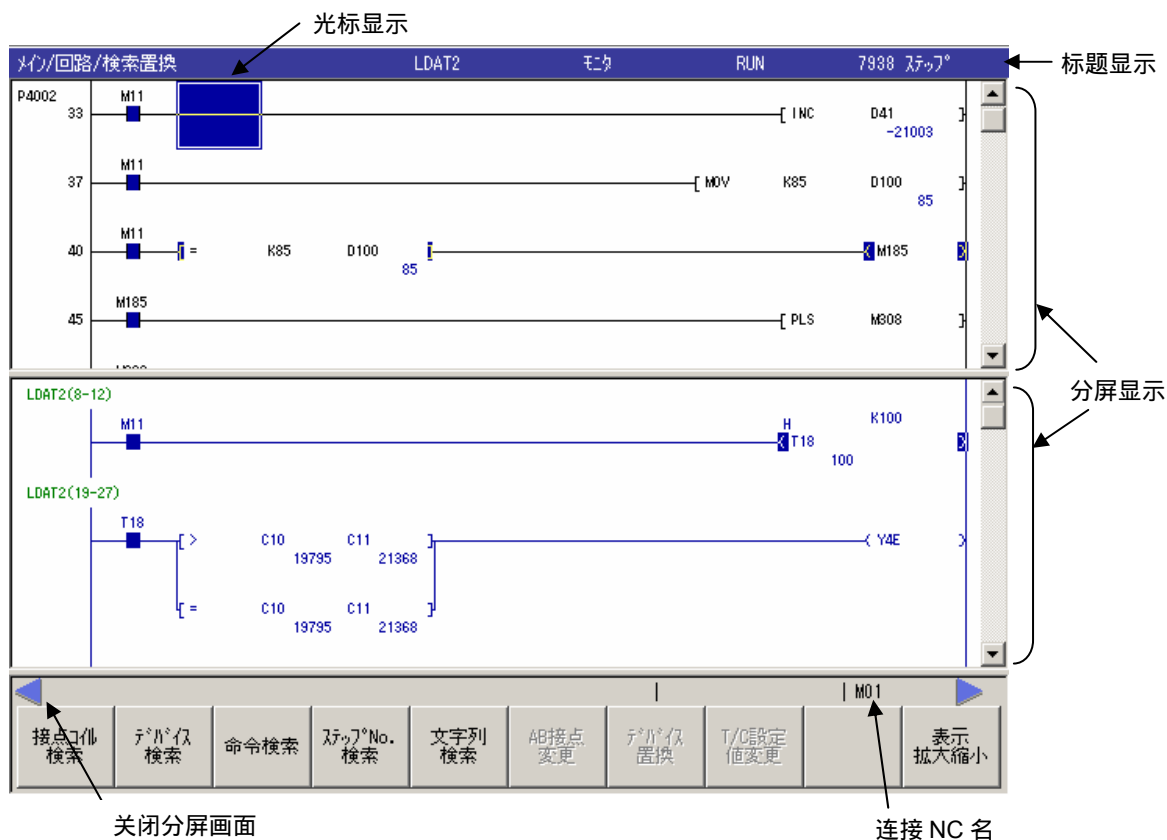 光标显示
ﾒｲﾝ/回路/検索置換 LDAT2 ﾓﾆﾀ RUN 7938 ｽﾃｯﾌﾟ
标题显示
P4002
33 M11 INC D41
-21003
37 M11 MOV K85 D100
85
40 M11 = K85 D100 M185
85
45 M185 PLS M308
分屏显示
LDAT2(8-12)
M11 H K100
T18
100
LDAT2(19-27)
T18
> C10 C11 Y4E
19795 21368
= C10 C11
19795 21368
M01
接点ｺｲﾙ
検索
ﾃﾞﾊﾞｲｽ
検索
命令検索
ｽﾃｯﾌﾟNo.
検索
文字列
検索
AB接点
変更
ﾃﾞﾊﾞｲｽ
置換
T/C設定
値変更
表示
拡大縮小
关闭分屏画面
连接 NC 名